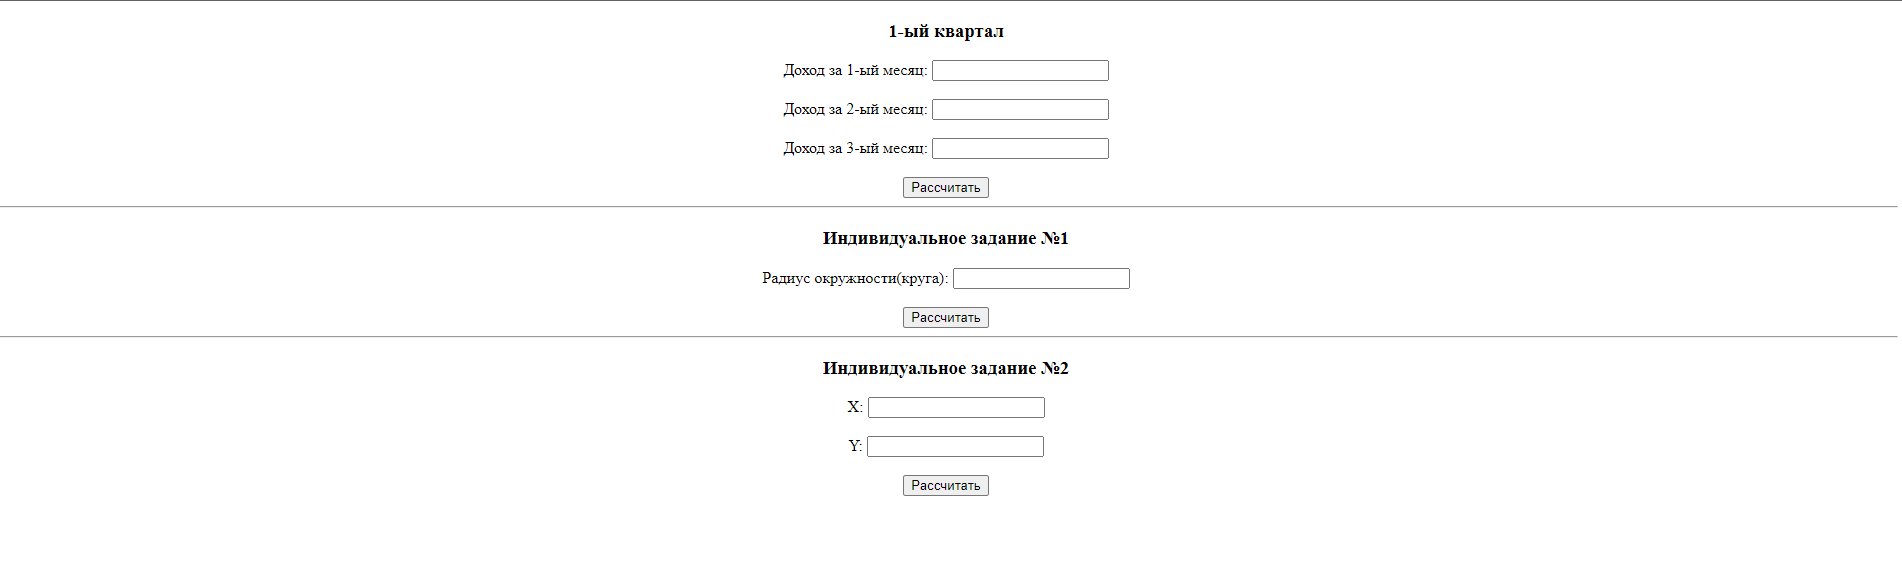 1-ый квартал
Доход за 1-ый месяц:
Доход за 2-ый месяц:
Доход за 3-ый месяц:
Рассчитать
Индивидуальное задание №1
Радиус окружности(круга):
Рассчитать
Индивидуальное задание №2
X:
Y:
Рассчитать